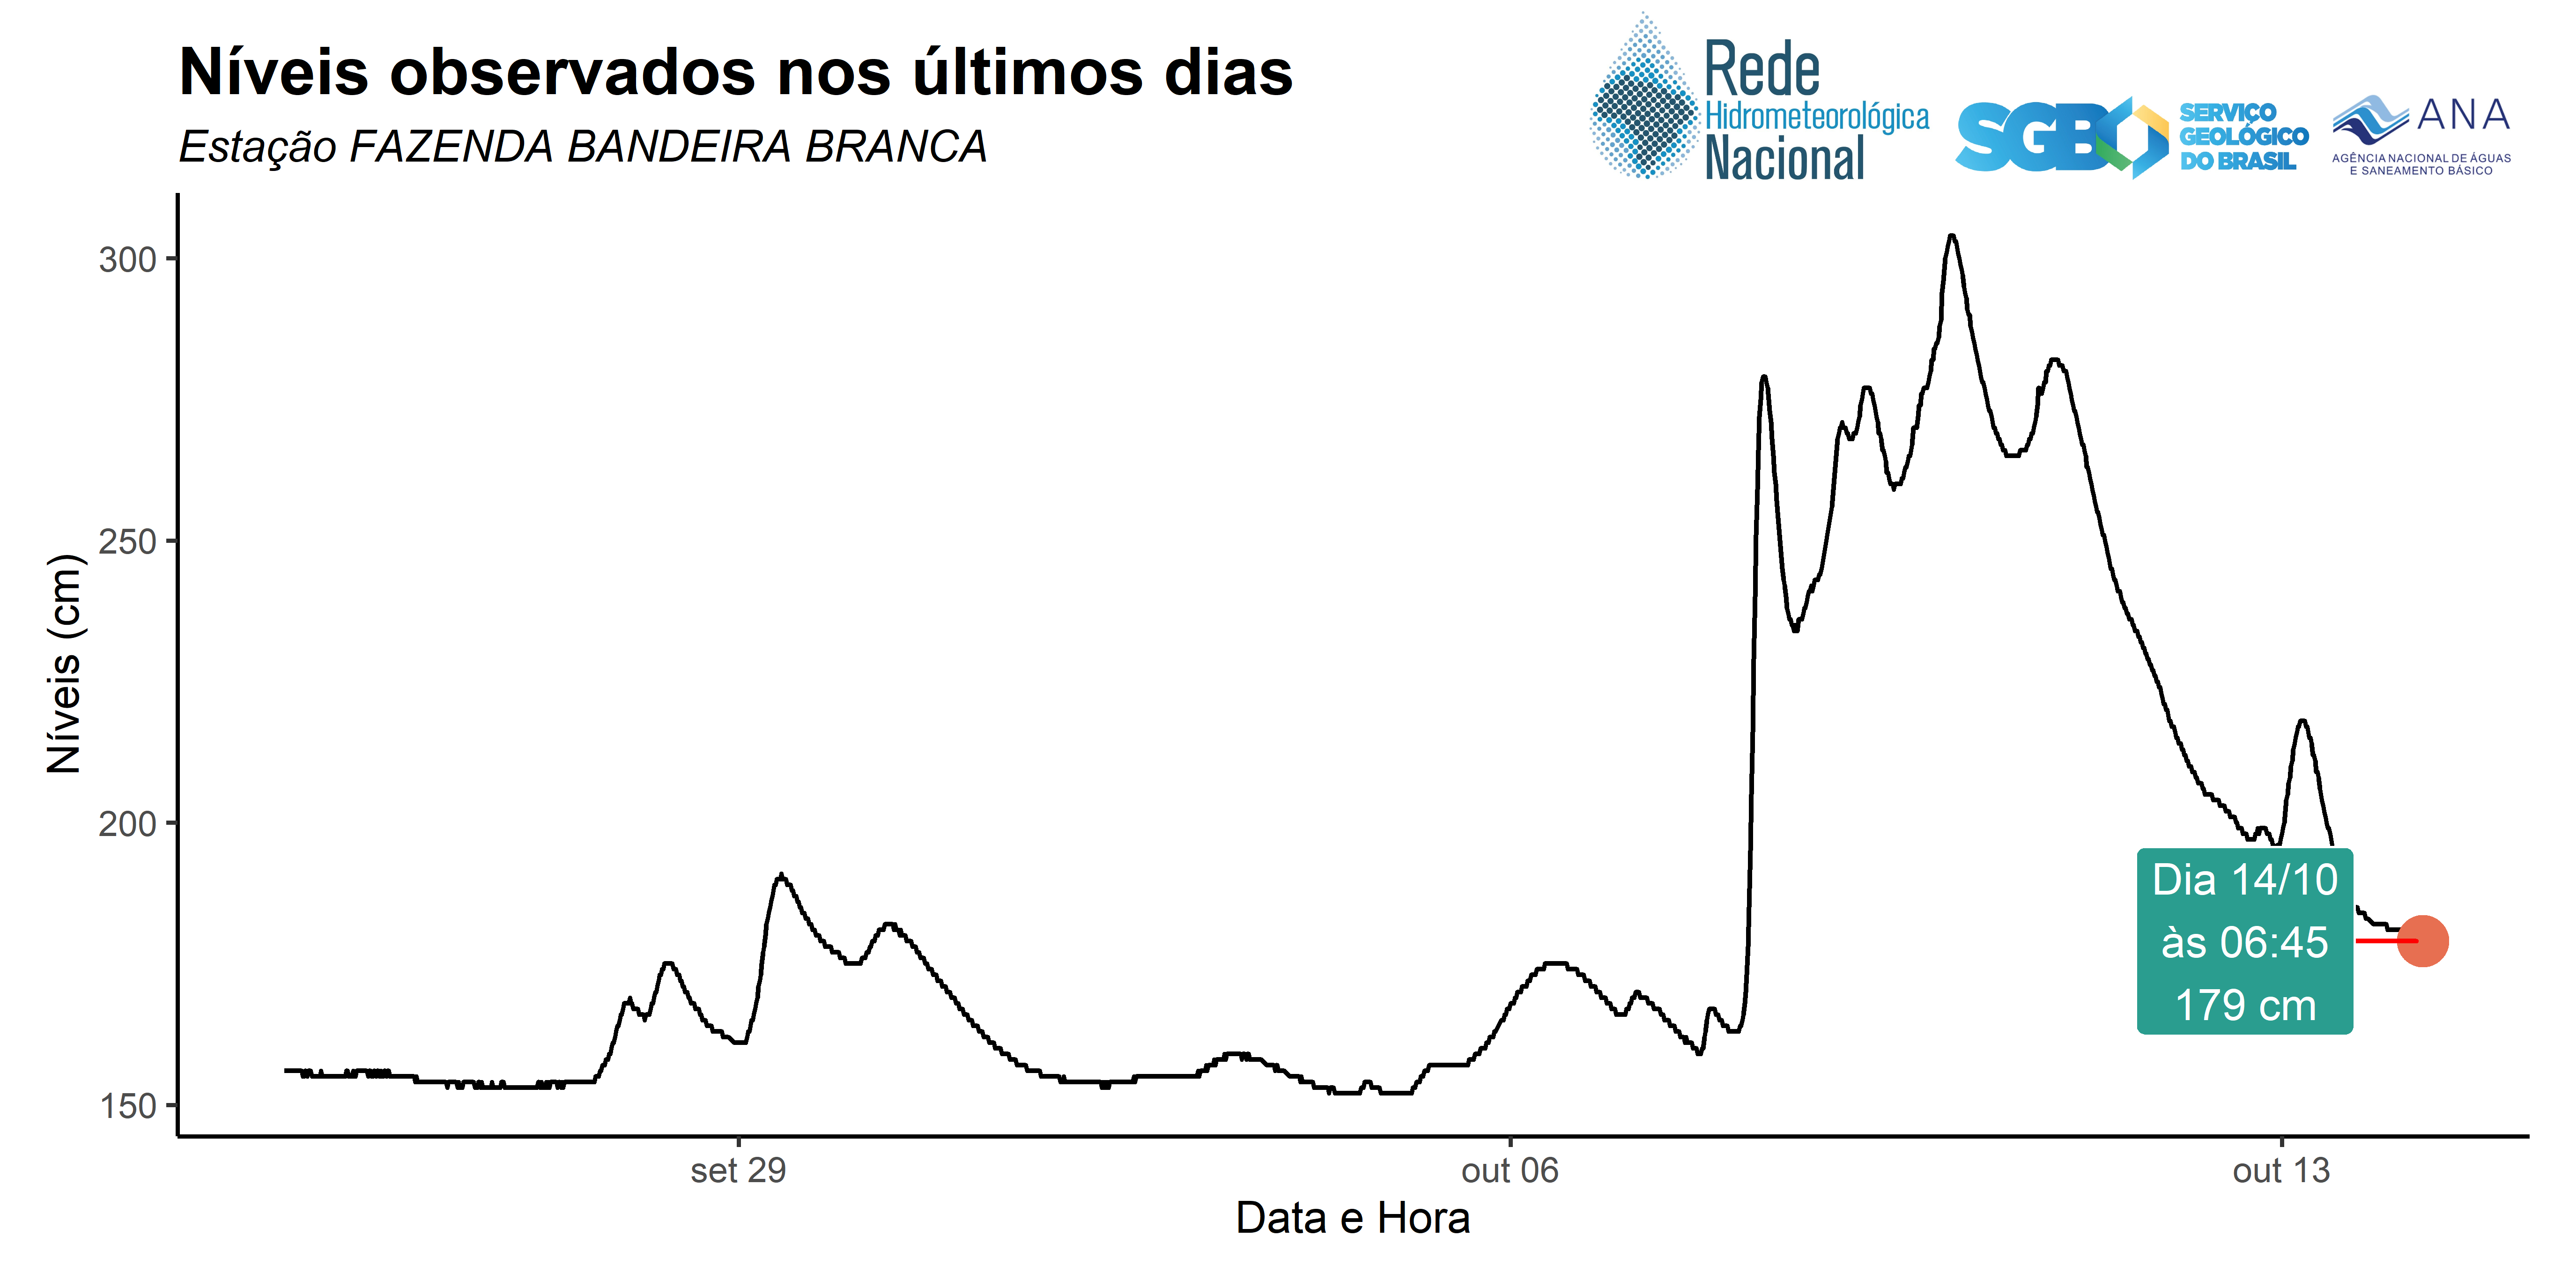 Níveis observados nos últimos dias
Estação FAZENDA BANDEIRA BRANCA
Rede
Hidrometeorológica
Nacional
SGB
SERVIÇO
GEOLÓGICO
DO BRASIL
ANA
AGÊNCIA NACIONAL DE ÁGUAS
E SANEAMENTO BÁSICO
300
250
200
150
Níveis (cm)
Dia 14/10
às 06:45
179 cm
set 29
out 06
out 13
Data e Hora